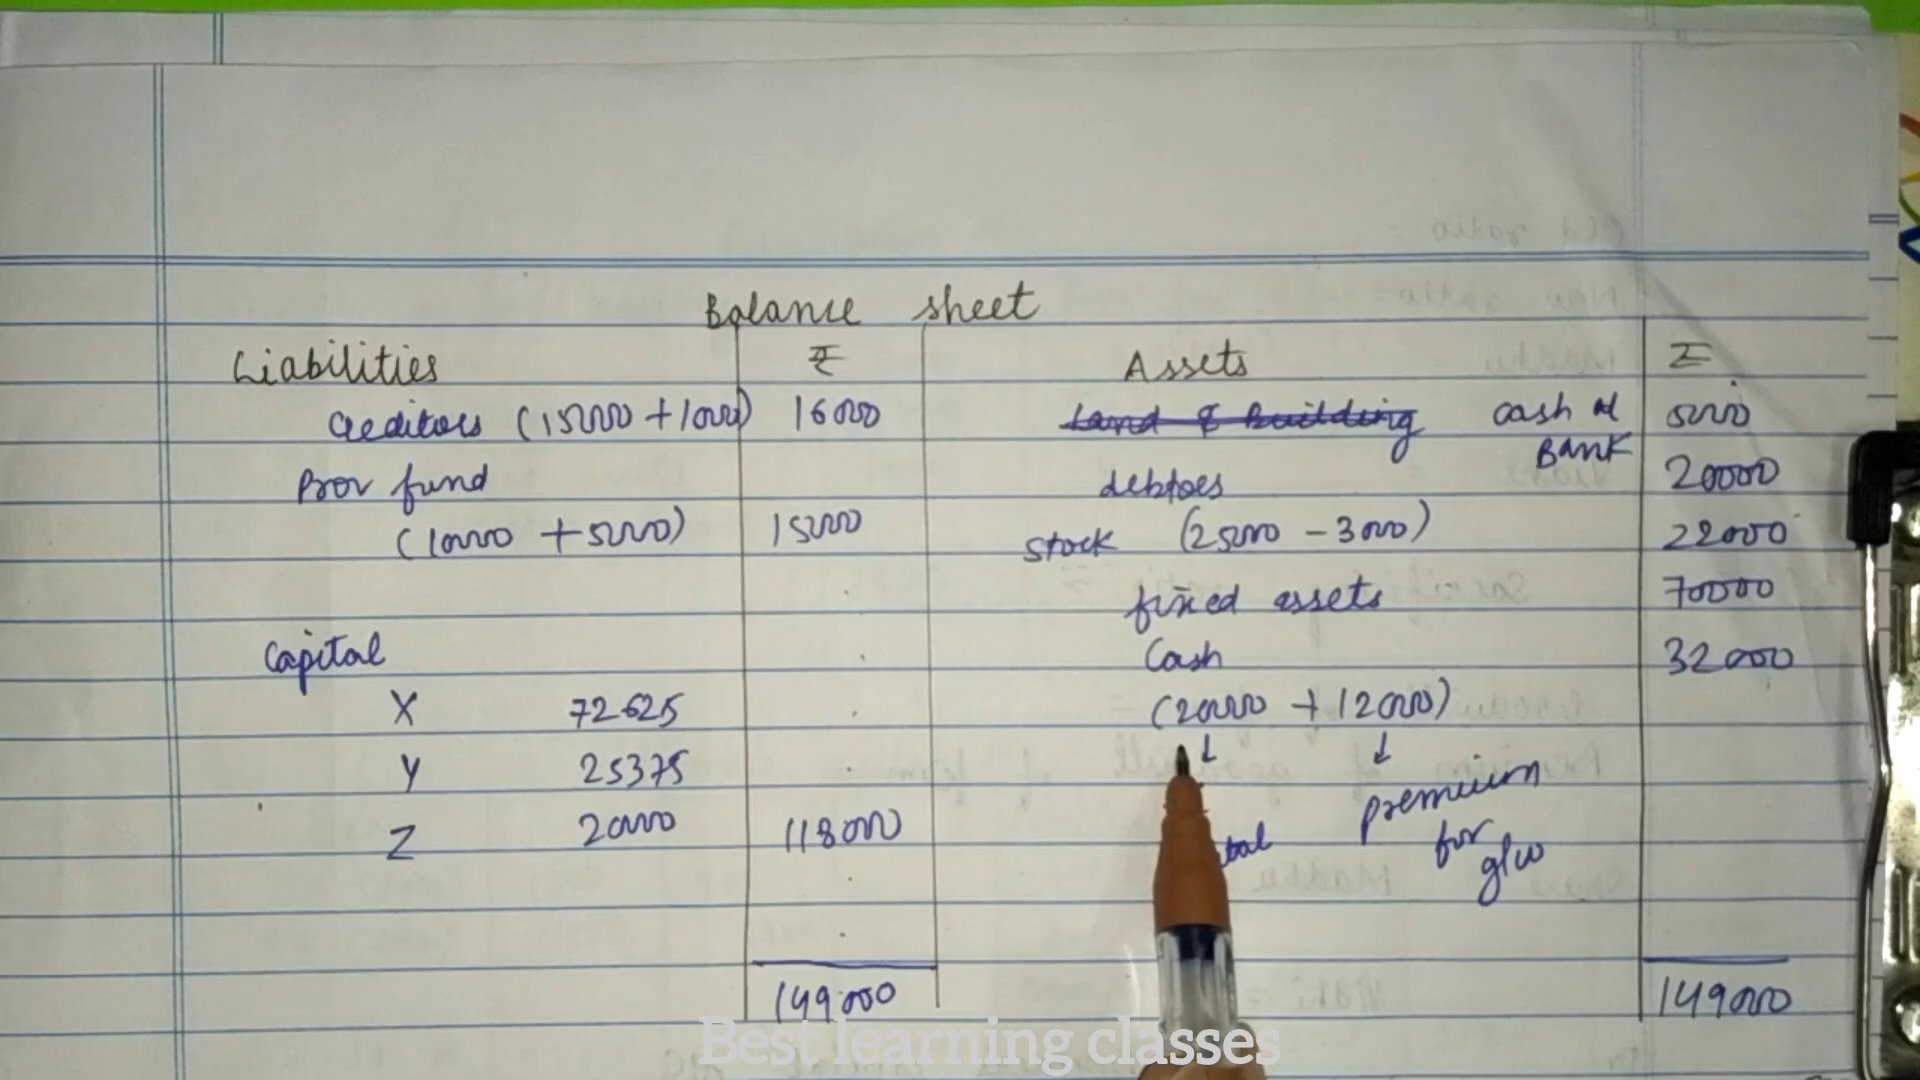 Balance sheet
Liabilities ₹ Assets ₹
Creditors (15000 + 1000) 16000 Land & Building Cash at Bank 5000
Prov fund debtoes 20000
(10000 + 5000) 15000 Stock (25000 - 3000) 22000
fixed assets 70000
Capital Cash 32000
X 72625 (20000 + 12000)
Y 25375 premium
Z 20000 118000 for
glw
149000 149000
Best learning classes